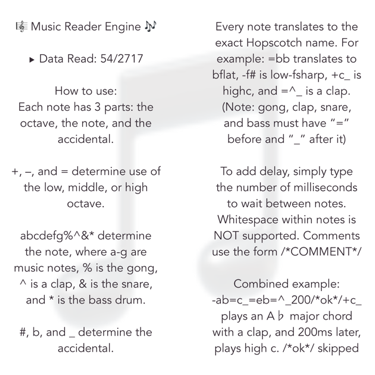 🎼 Music Reader Engine 🎶
▶ Data Read: 54/2717
How to use:
Each note has 3 parts: the
octave, the note, and the
accidental.
+, –, and = determine use of
the low, middle, or high
octave.
abcdefg%^&* determine
the note, where a-g are
music notes, % is the gong,
^ is a clap, & is the snare,
and * is the bass drum.
#, b, and _ determine the
accidental.
Every note translates to the
exact Hopscotch name. For
example: =bb translates to
bflat, -f# is low-fsharp, +c_ is
highc, and =^_ is a clap.
(Note: gong, clap, snare,
and bass must have “=”
before and “_” after it)
To add delay, simply type
the number of milliseconds
to wait between notes.
Whitespace within notes is
NOT supported. Comments
use the form /*COMMENT*/
Combined example:
-ab=c_=eb=^_200/*ok*/+c_
plays an A♭ major chord
with a clap, and 200ms later,
plays high c. /*ok*/ skipped